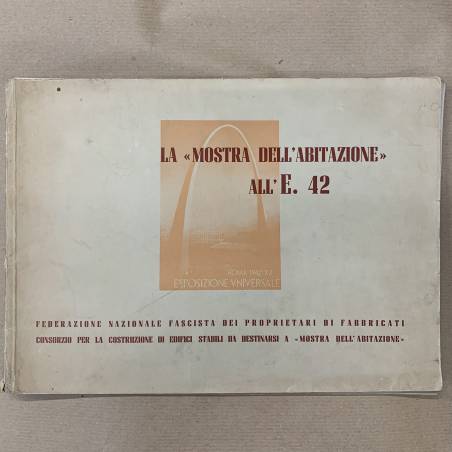 LA «MOSTRA DELL'ABITAZIONE»
ALL'E. 42
ROMA 1942
ESPOSIZIONE VNIVERSALE
FEDERAZIONE NAZIONALE FASCISTA DEI PROPRIETARI DI FABBRICATI
CONSORZIO PER LA COSTRUZIONE DI EDIFICI STABILI DA DESTINARSI A «MOSTRA DELL'ABITAZIONE»